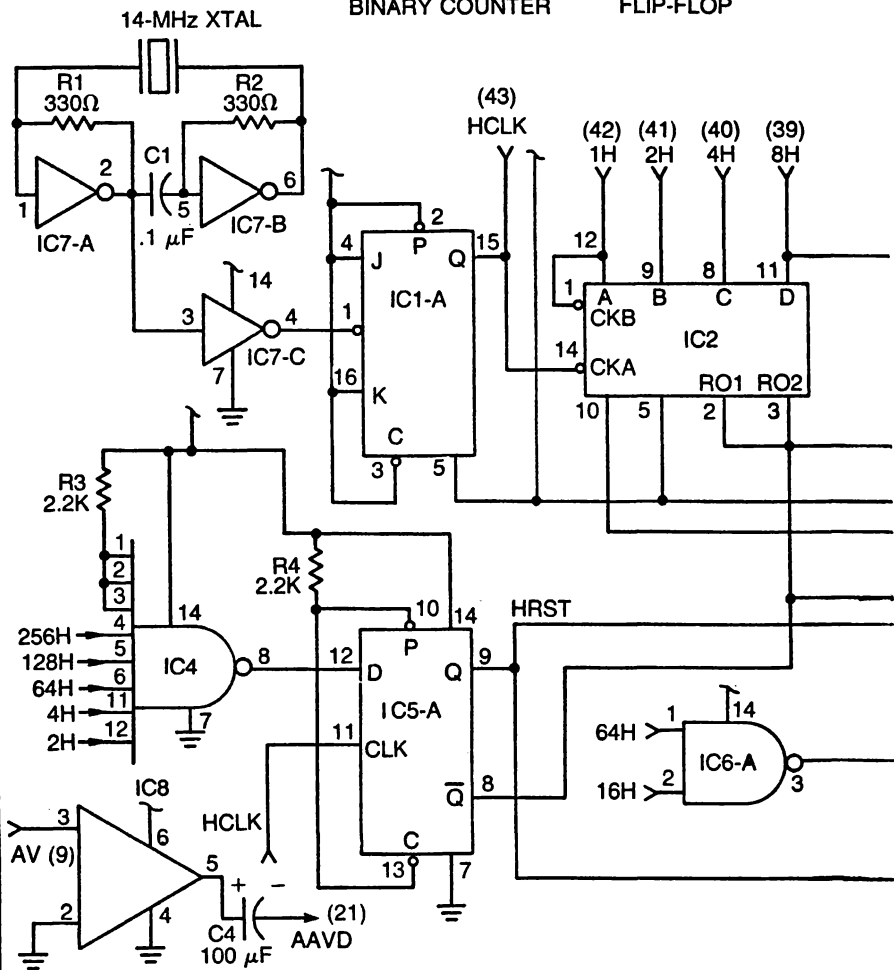 BINARY COUNTER
FLIP-FLOP
14-MHz XTAL
R1
330Ω
R2
330Ω
C1
.1 µF
1
2
5
6
IC7-A
IC7-B
3
14
4
7
IC7-C
(43)
HCLK
4
J
2
P
Q
15
IC1-A
1
16
K
C
3
5
(42)
1H
(41)
2H
(40)
4H
(39)
8H
12
9
8
11
1
A
B
C
D
CKB
IC2
14
CKA
RO1
RO2
10
5
2
3
R3
2.2K
1
2
3
4
5
6
11
12
256H
128H
64H
4H
2H
14
IC4
8
7
R4
2.2K
10
14
P
12
D
Q
9
HRST
IC5-A
11
CLK
Q
8
C
13
7
HCLK
64H
1
14
IC6-A
16H
2
3
IC8
3
6
AV (9)
5
2
4
+
-
C4
100 µF
(21)
AAVD